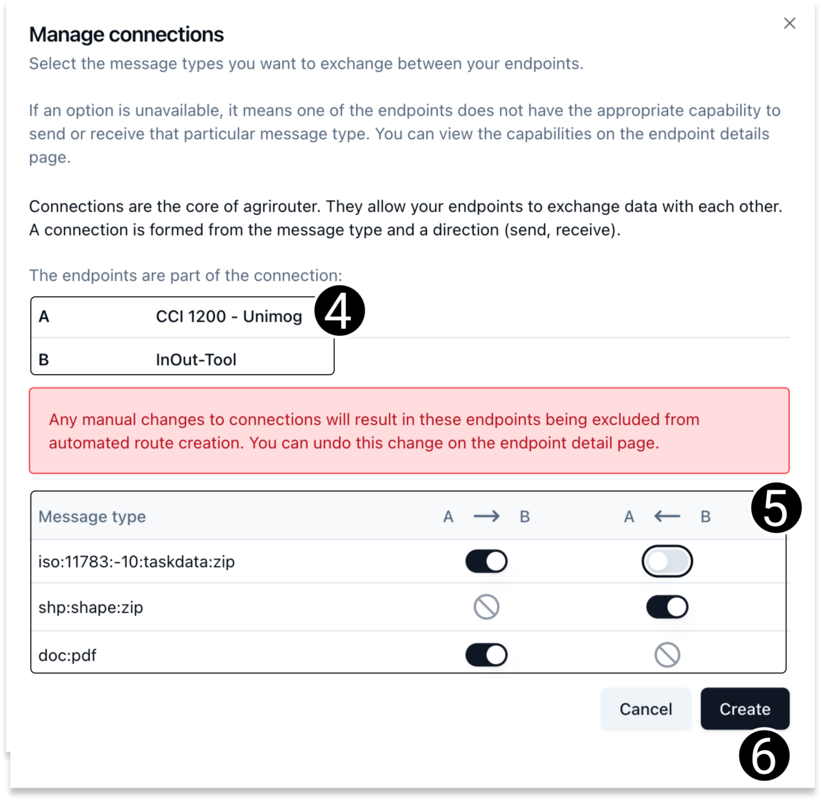 Manage connections
Select the message types you want to exchange between your endpoints.
If an option is unavailable, it means one of the endpoints does not have the appropriate capability to
send or receive that particular message type. You can view the capabilities on the endpoint details
page.
Connections are the core of agrirouter. They allow your endpoints to exchange data with each other.
A connection is formed from the message type and a direction (send, receive).
The endpoints are part of the connection:
A CCI 1200 - Unimog 4
B InOut-Tool
Any manual changes to connections will result in these endpoints being excluded from
automated route creation. You can undo this change on the endpoint detail page.
Message type A → B A ← B 5
iso:11783:-10:taskdata:zip
shp:shape:zip
doc:pdf
Cancel Create
6